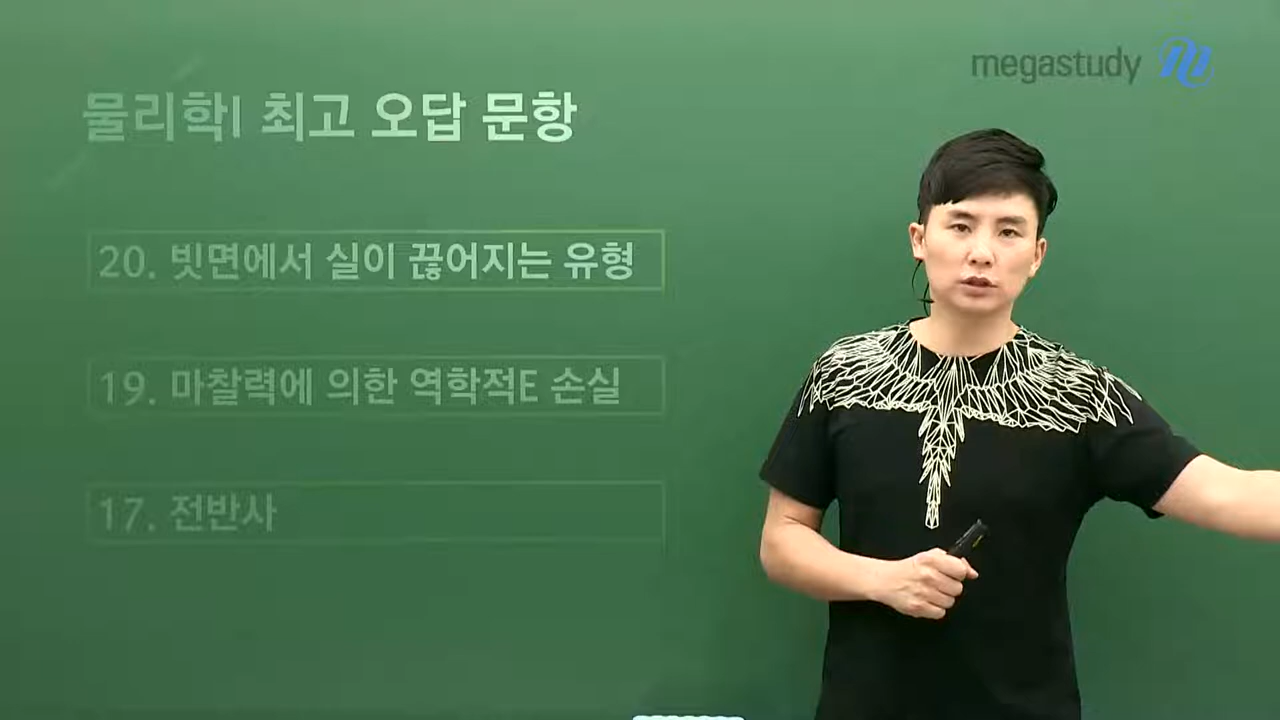 megastudy
물리학I 최고 오답 문항
20. 빗면에서 실이 끊어지는 유형
19. 마찰력에 의한 역학적E 손실
17. 전반사